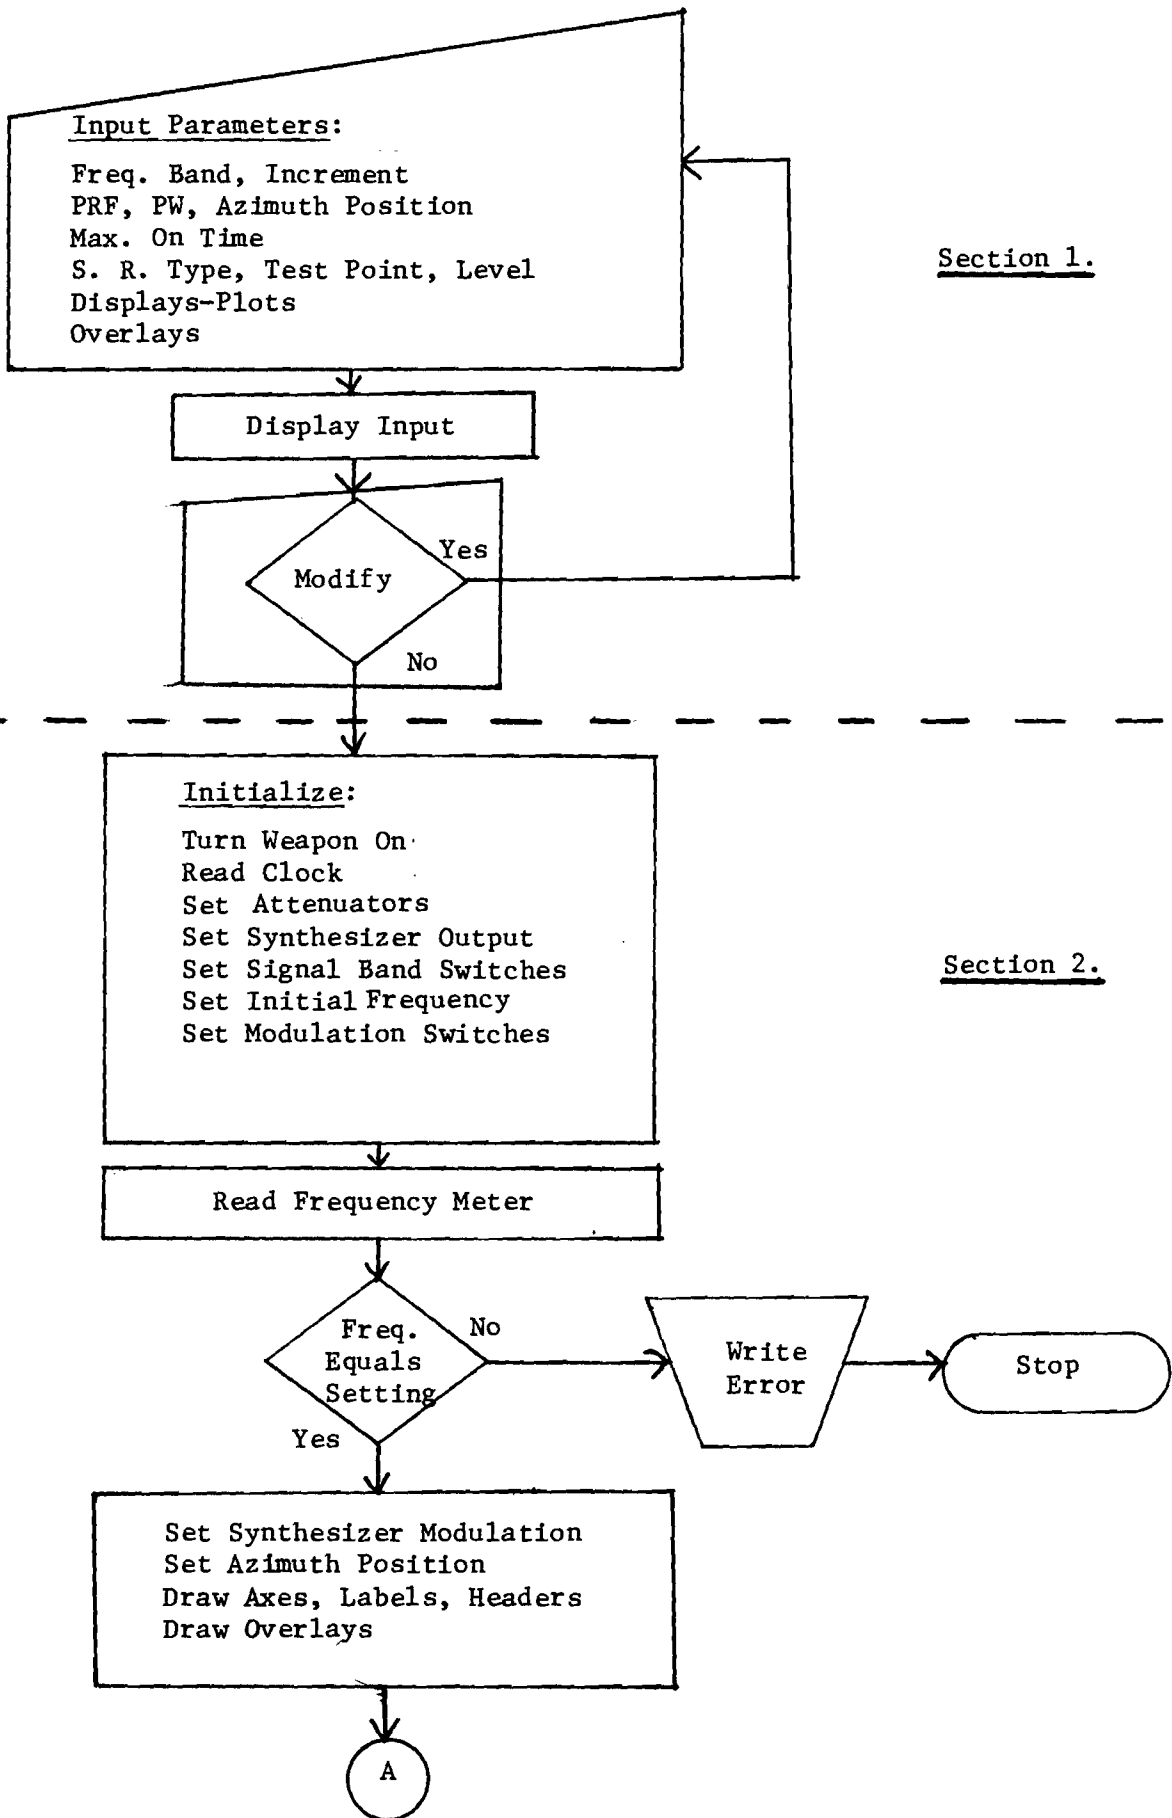 Input Parameters:
Freq. Band, Increment
PRF, PW, Azimuth Position
Max. On Time
S. R. Type, Test Point, Level
Displays-Plots
Overlays
Section 1.
Display Input
Modify
Yes
No
Initialize:
Turn Weapon On
Read Clock
Set Attenuators
Set Synthesizer Output
Set Signal Band Switches
Set Initial Frequency
Set Modulation Switches
Section 2.
Read Frequency Meter
Freq.
Equals
Setting
No
Write
Error
Stop
Yes
Set Synthesizer Modulation
Set Azimuth Position
Draw Axes, Labels, Headers
Draw Overlays
A